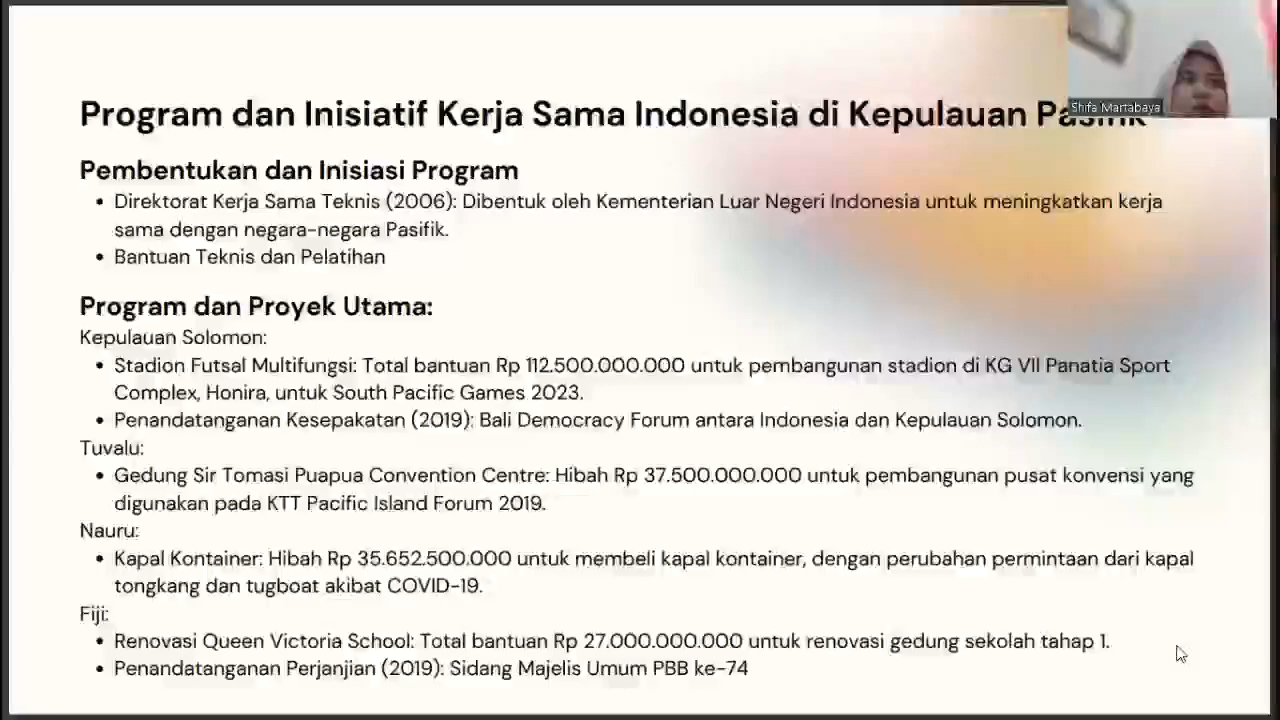 Shifa Martabaya
Program dan Inisiatif Kerja Sama Indonesia di Kepulauan Pasifik
Pembentukan dan Inisiasi Program
• Direktorat Kerja Sama Teknis (2006): Dibentuk oleh Kementerian Luar Negeri Indonesia untuk meningkatkan kerja
sama dengan negara-negara Pasifik.
• Bantuan Teknis dan Pelatihan
Program dan Proyek Utama:
Kepulauan Solomon:
• Stadion Futsal Multifungsi: Total bantuan Rp 112.500.000.000 untuk pembangunan stadion di KG VII Panatia Sport
Complex, Honira, untuk South Pacific Games 2023.
• Penandatanganan Kesepakatan (2019): Bali Democracy Forum antara Indonesia dan Kepulauan Solomon.
Tuvalu:
• Gedung Sir Tomasi Puapua Convention Centre: Hibah Rp 37.500.000.000 untuk pembangunan pusat konvensi yang
digunakan pada KTT Pacific Island Forum 2019.
Nauru:
• Kapal Kontainer: Hibah Rp 35.652.500.000 untuk membeli kapal kontainer, dengan perubahan permintaan dari kapal
tongkang dan tugboat akibat COVID-19.
Fiji:
• Renovasi Queen Victoria School: Total bantuan Rp 27.000.000.000 untuk renovasi gedung sekolah tahap 1.
• Penandatanganan Perjanjian (2019): Sidang Majelis Umum PBB ke-74